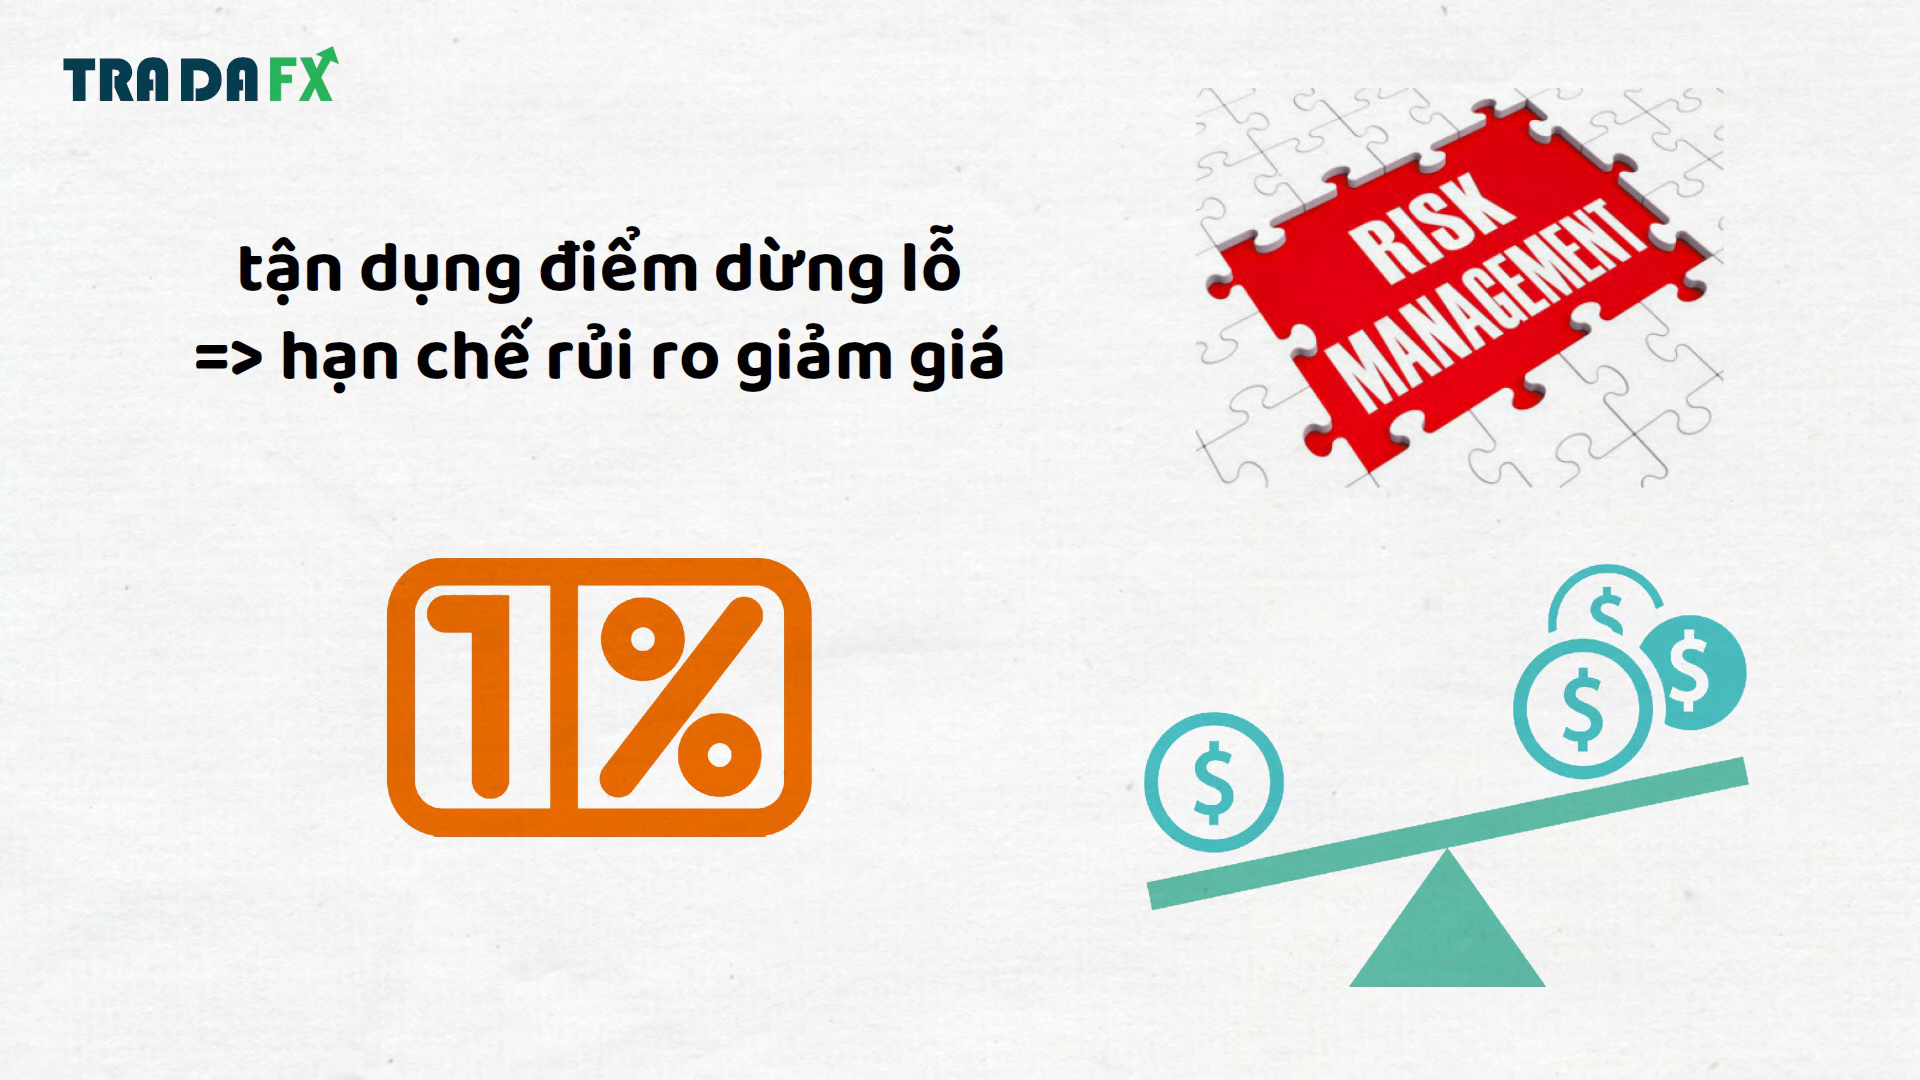 TRADAFX
tận dụng điểm dừng lỗ
=> hạn chế rủi ro giảm giá
RISK
MANAGEMENT
1%
$
$
$
$